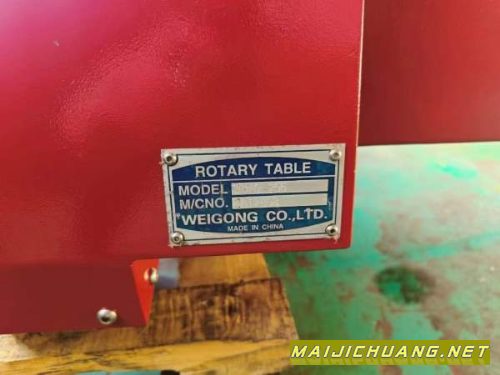 ROTARY TABLE
MODEL
M/CNO.
WEIGONG CO.,LTD.
MADE IN CHINA
MAIJICHUANG.NET